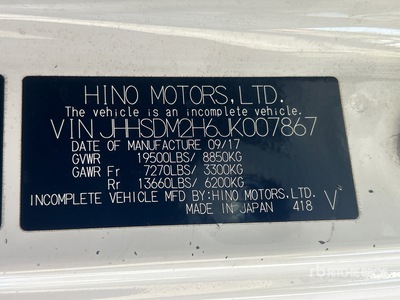 HINO MOTORS,LTD.
The vehicle is an incomplete vehicle.
VIN JHHSDM2H6JK007867
DATE OF MANUFACTURE 09/17
GVWR 19500LBS/ 8850KG
GAWR Fr 7270LBS/ 3300KG
Rr 13660LBS/ 6200KG
INCOMPLETE VEHICLE MFD BY:HINO MOTORS,LTD.
MADE IN JAPAN 418 V